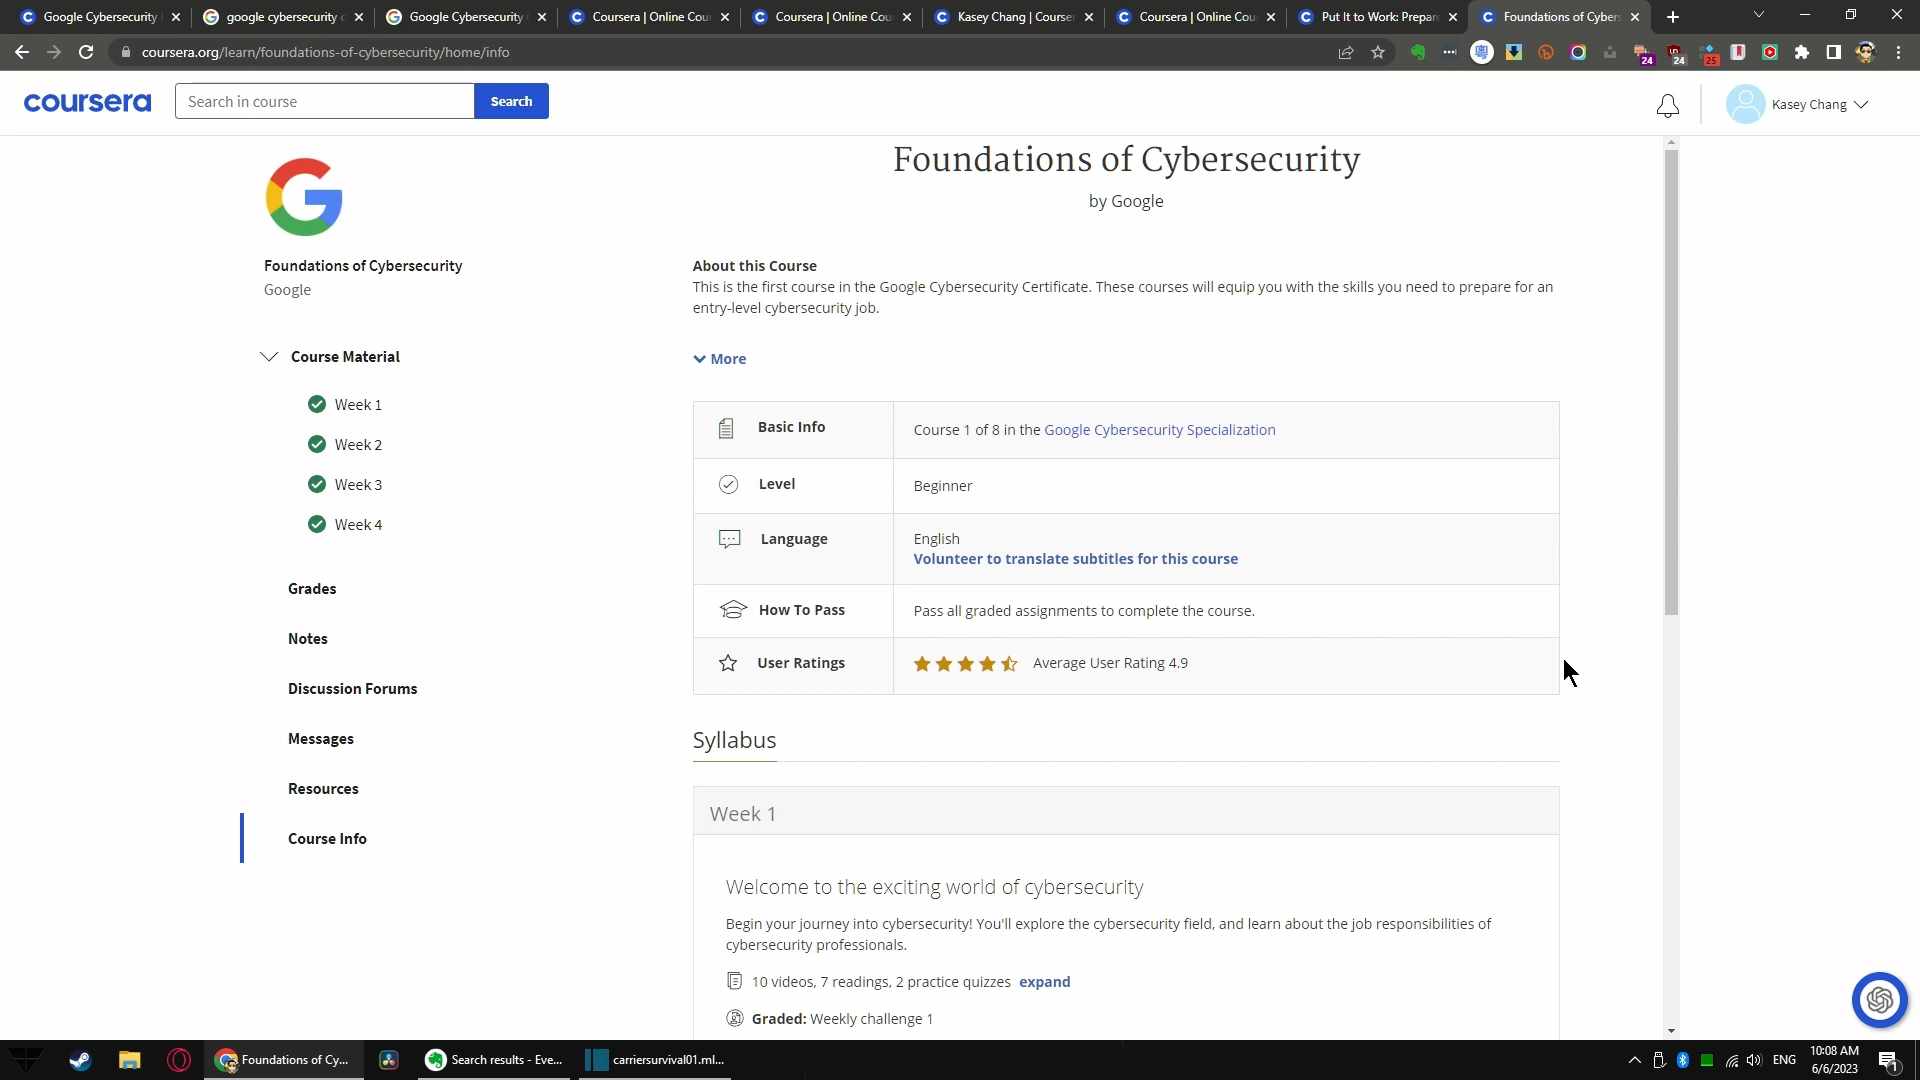 Google Cybersecurity
google cybersecurity c
Google Cybersecurity
Coursera | Online Cou
Coursera | Online Cou
Kasey Chang | Courser
Coursera | Online Cou
Put It to Work: Prepare
Foundations of Cybers
coursera.org/learn/foundations-of-cybersecurity/home/info
24
24
25
coursera
Search in course
Search
Kasey Chang
Foundations of Cybersecurity
Google
Course Material
Week 1
Week 2
Week 3
Week 4
Grades
Notes
Discussion Forums
Messages
Resources
Course Info
Foundations of Cybersecurity
by Google
About this Course
This is the first course in the Google Cybersecurity Certificate. These courses will equip you with the skills you need to prepare for an
entry-level cybersecurity job.
More
Basic Info Course 1 of 8 in the Google Cybersecurity Specialization
Level Beginner
Language English
Volunteer to translate subtitles for this course
How To Pass Pass all graded assignments to complete the course.
User Ratings Average User Rating 4.9
Syllabus
Week 1
Welcome to the exciting world of cybersecurity
Begin your journey into cybersecurity! You'll explore the cybersecurity field, and learn about the job responsibilities of
cybersecurity professionals.
10 videos, 7 readings, 2 practice quizzes expand
Graded: Weekly challenge 1
Foundations of Cy...
Search results - Eve...
carriersurvival01.ml...
ENG
10:08 AM
6/6/2023
1